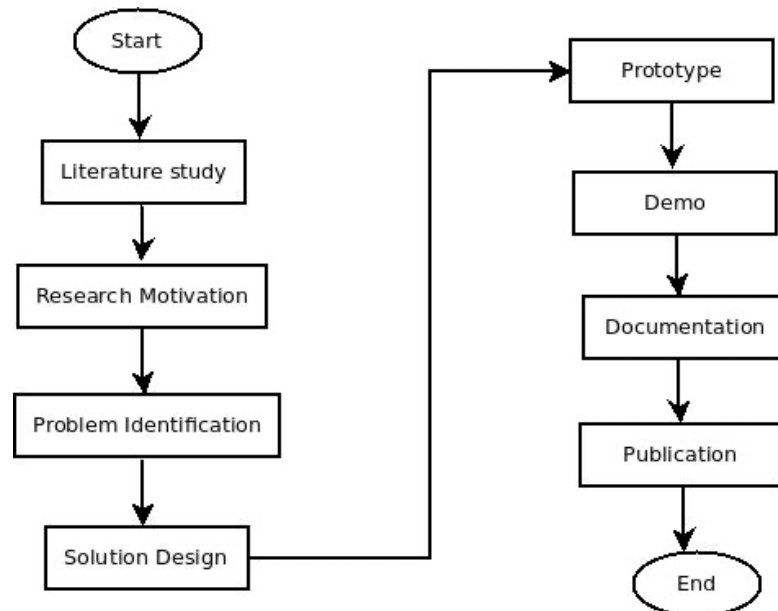 Start
Literature study
Research Motivation
Problem Identification
Solution Design
Prototype
Demo
Documentation
Publication
End